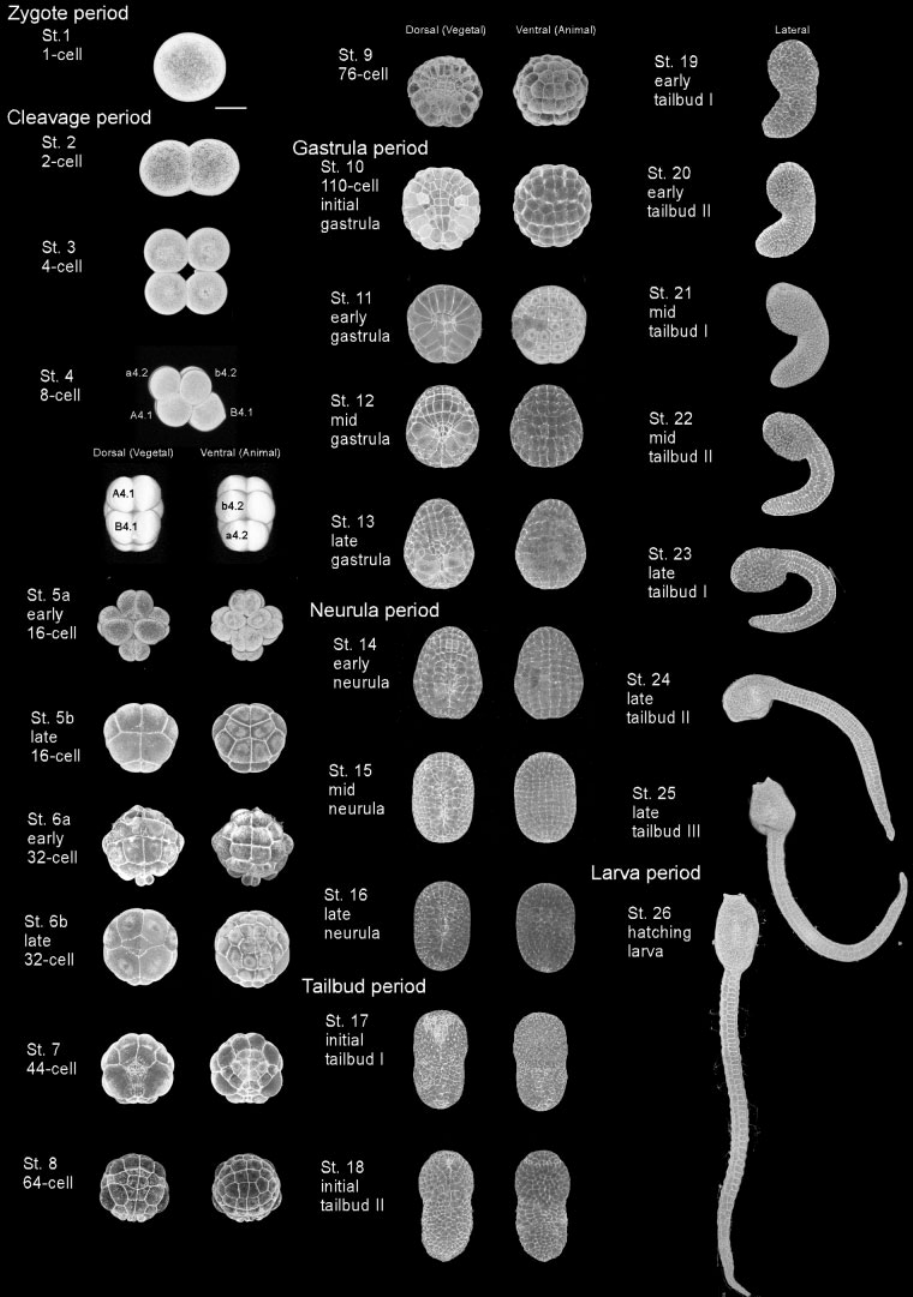 Zygote period
St.1
1-cell
Cleavage period
St. 2
2-cell
St. 3
4-cell
St. 4
8-cell
a4.2
b4.2
A4.1
B4.1
Dorsal (Vegetal)
Ventral (Animal)
A4.1
B4.1
b4.2
a4.2
St. 5a
early
16-cell
St. 5b
late
16-cell
St. 6a
early
32-cell
St. 6b
late
32-cell
St. 7
44-cell
St. 8
64-cell
Dorsal (Vegetal)
Ventral (Animal)
St. 9
76-cell
Gastrula period
St. 10
110-cell
initial
gastrula
St. 11
early
gastrula
St. 12
mid
gastrula
St. 13
late
gastrula
Neurula period
St. 14
early
neurula
St. 15
mid
neurula
St. 16
late
neurula
Tailbud period
St. 17
initial
tailbud I
St. 18
initial
tailbud II
Lateral
St. 19
early
tailbud I
St. 20
early
tailbud II
St. 21
mid
tailbud I
St. 22
mid
tailbud II
St. 23
late
tailbud I
St. 24
late
tailbud II
St. 25
late
tailbud III
Larva period
St. 26
hatching
larva